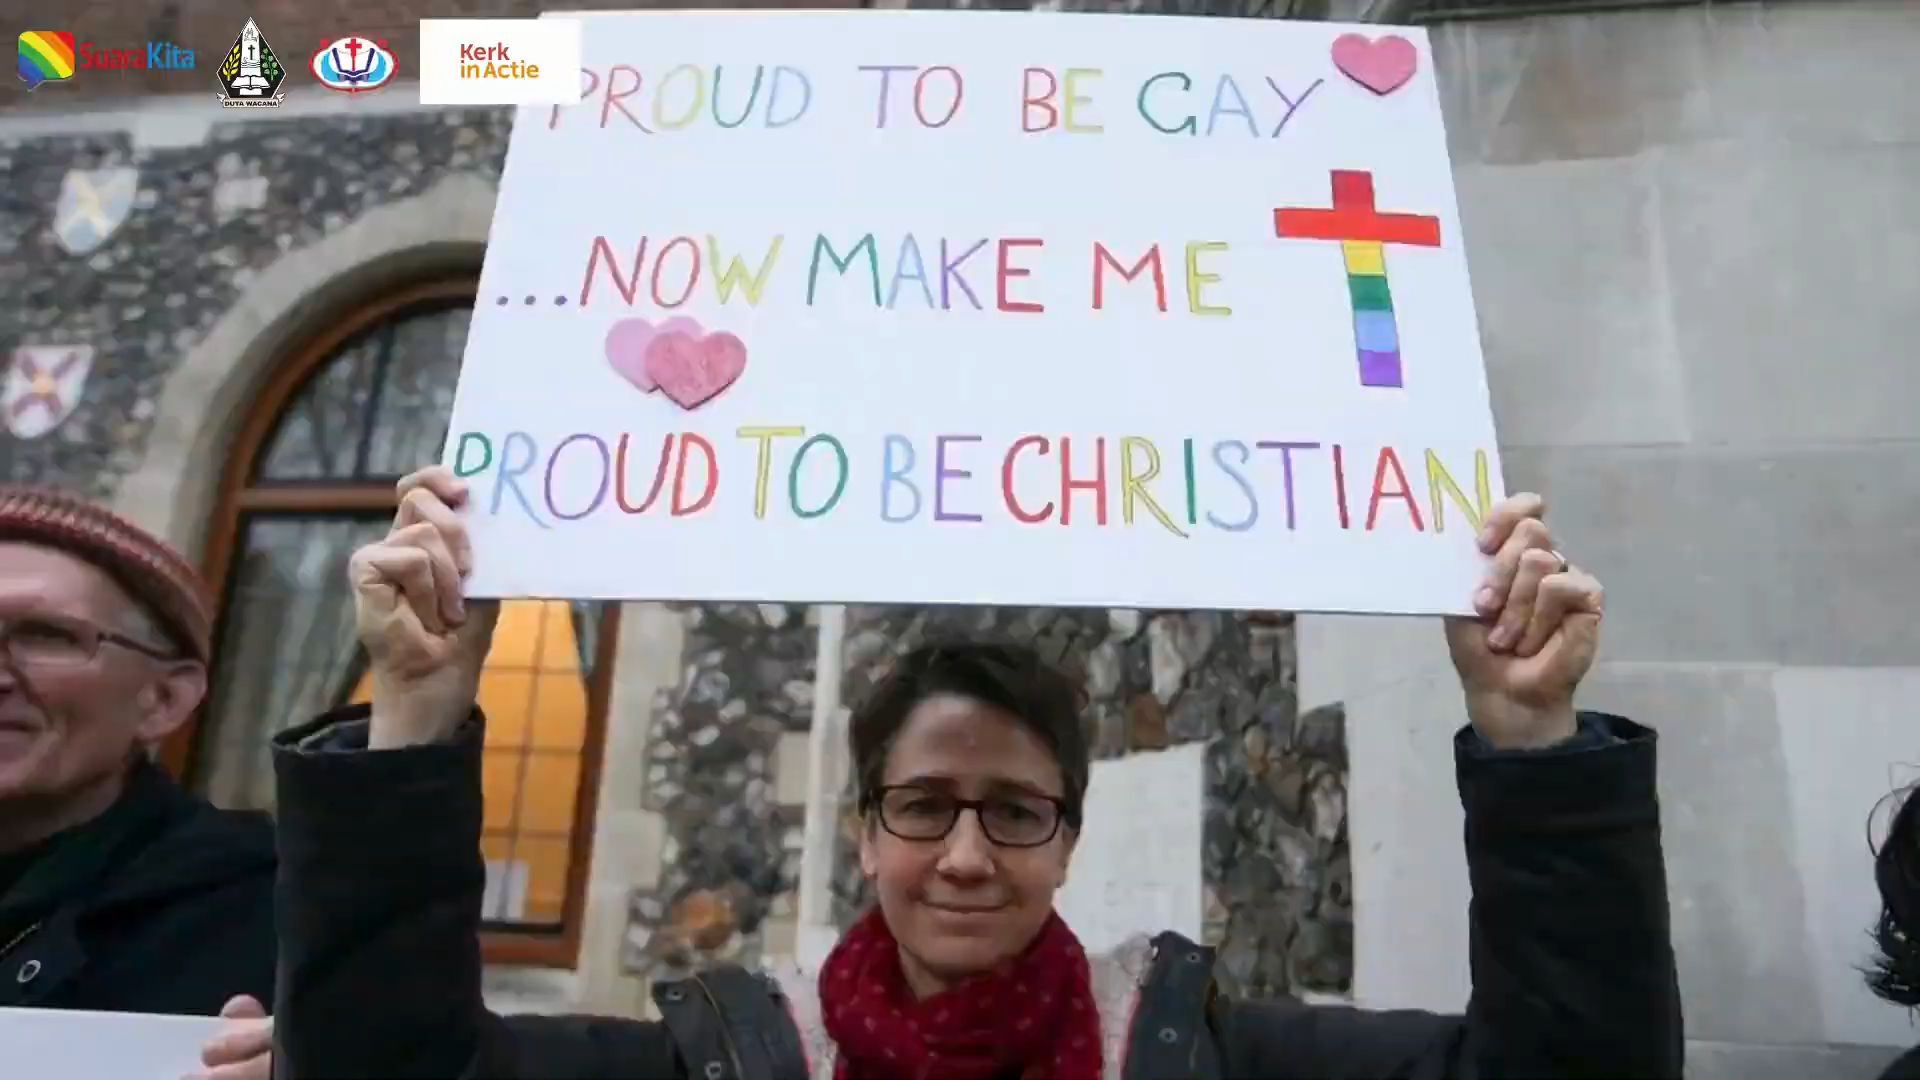 SuaraKita
DUTA WACANA
Kerk
in Actie
PROUD TO BE GAY
...NOW MAKE ME
PROUD TO BE CHRISTIAN